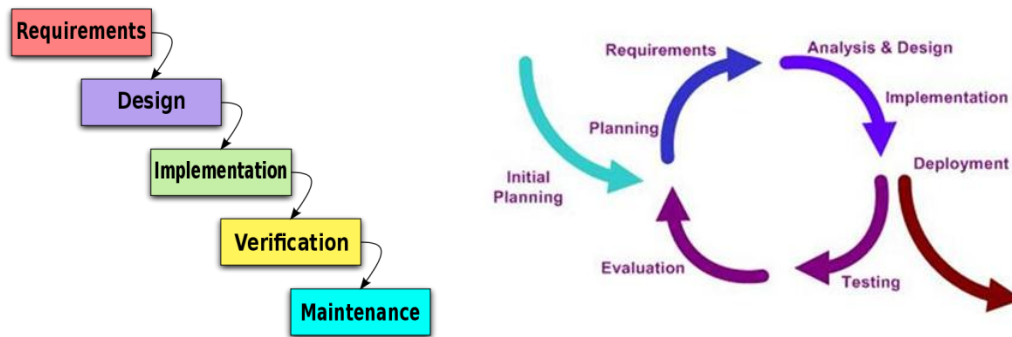 Requirements
Design
Implementation
Verification
Maintenance
Requirements
Analysis & Design
Implementation
Planning
Deployment
Initial
Planning
Evaluation
Testing